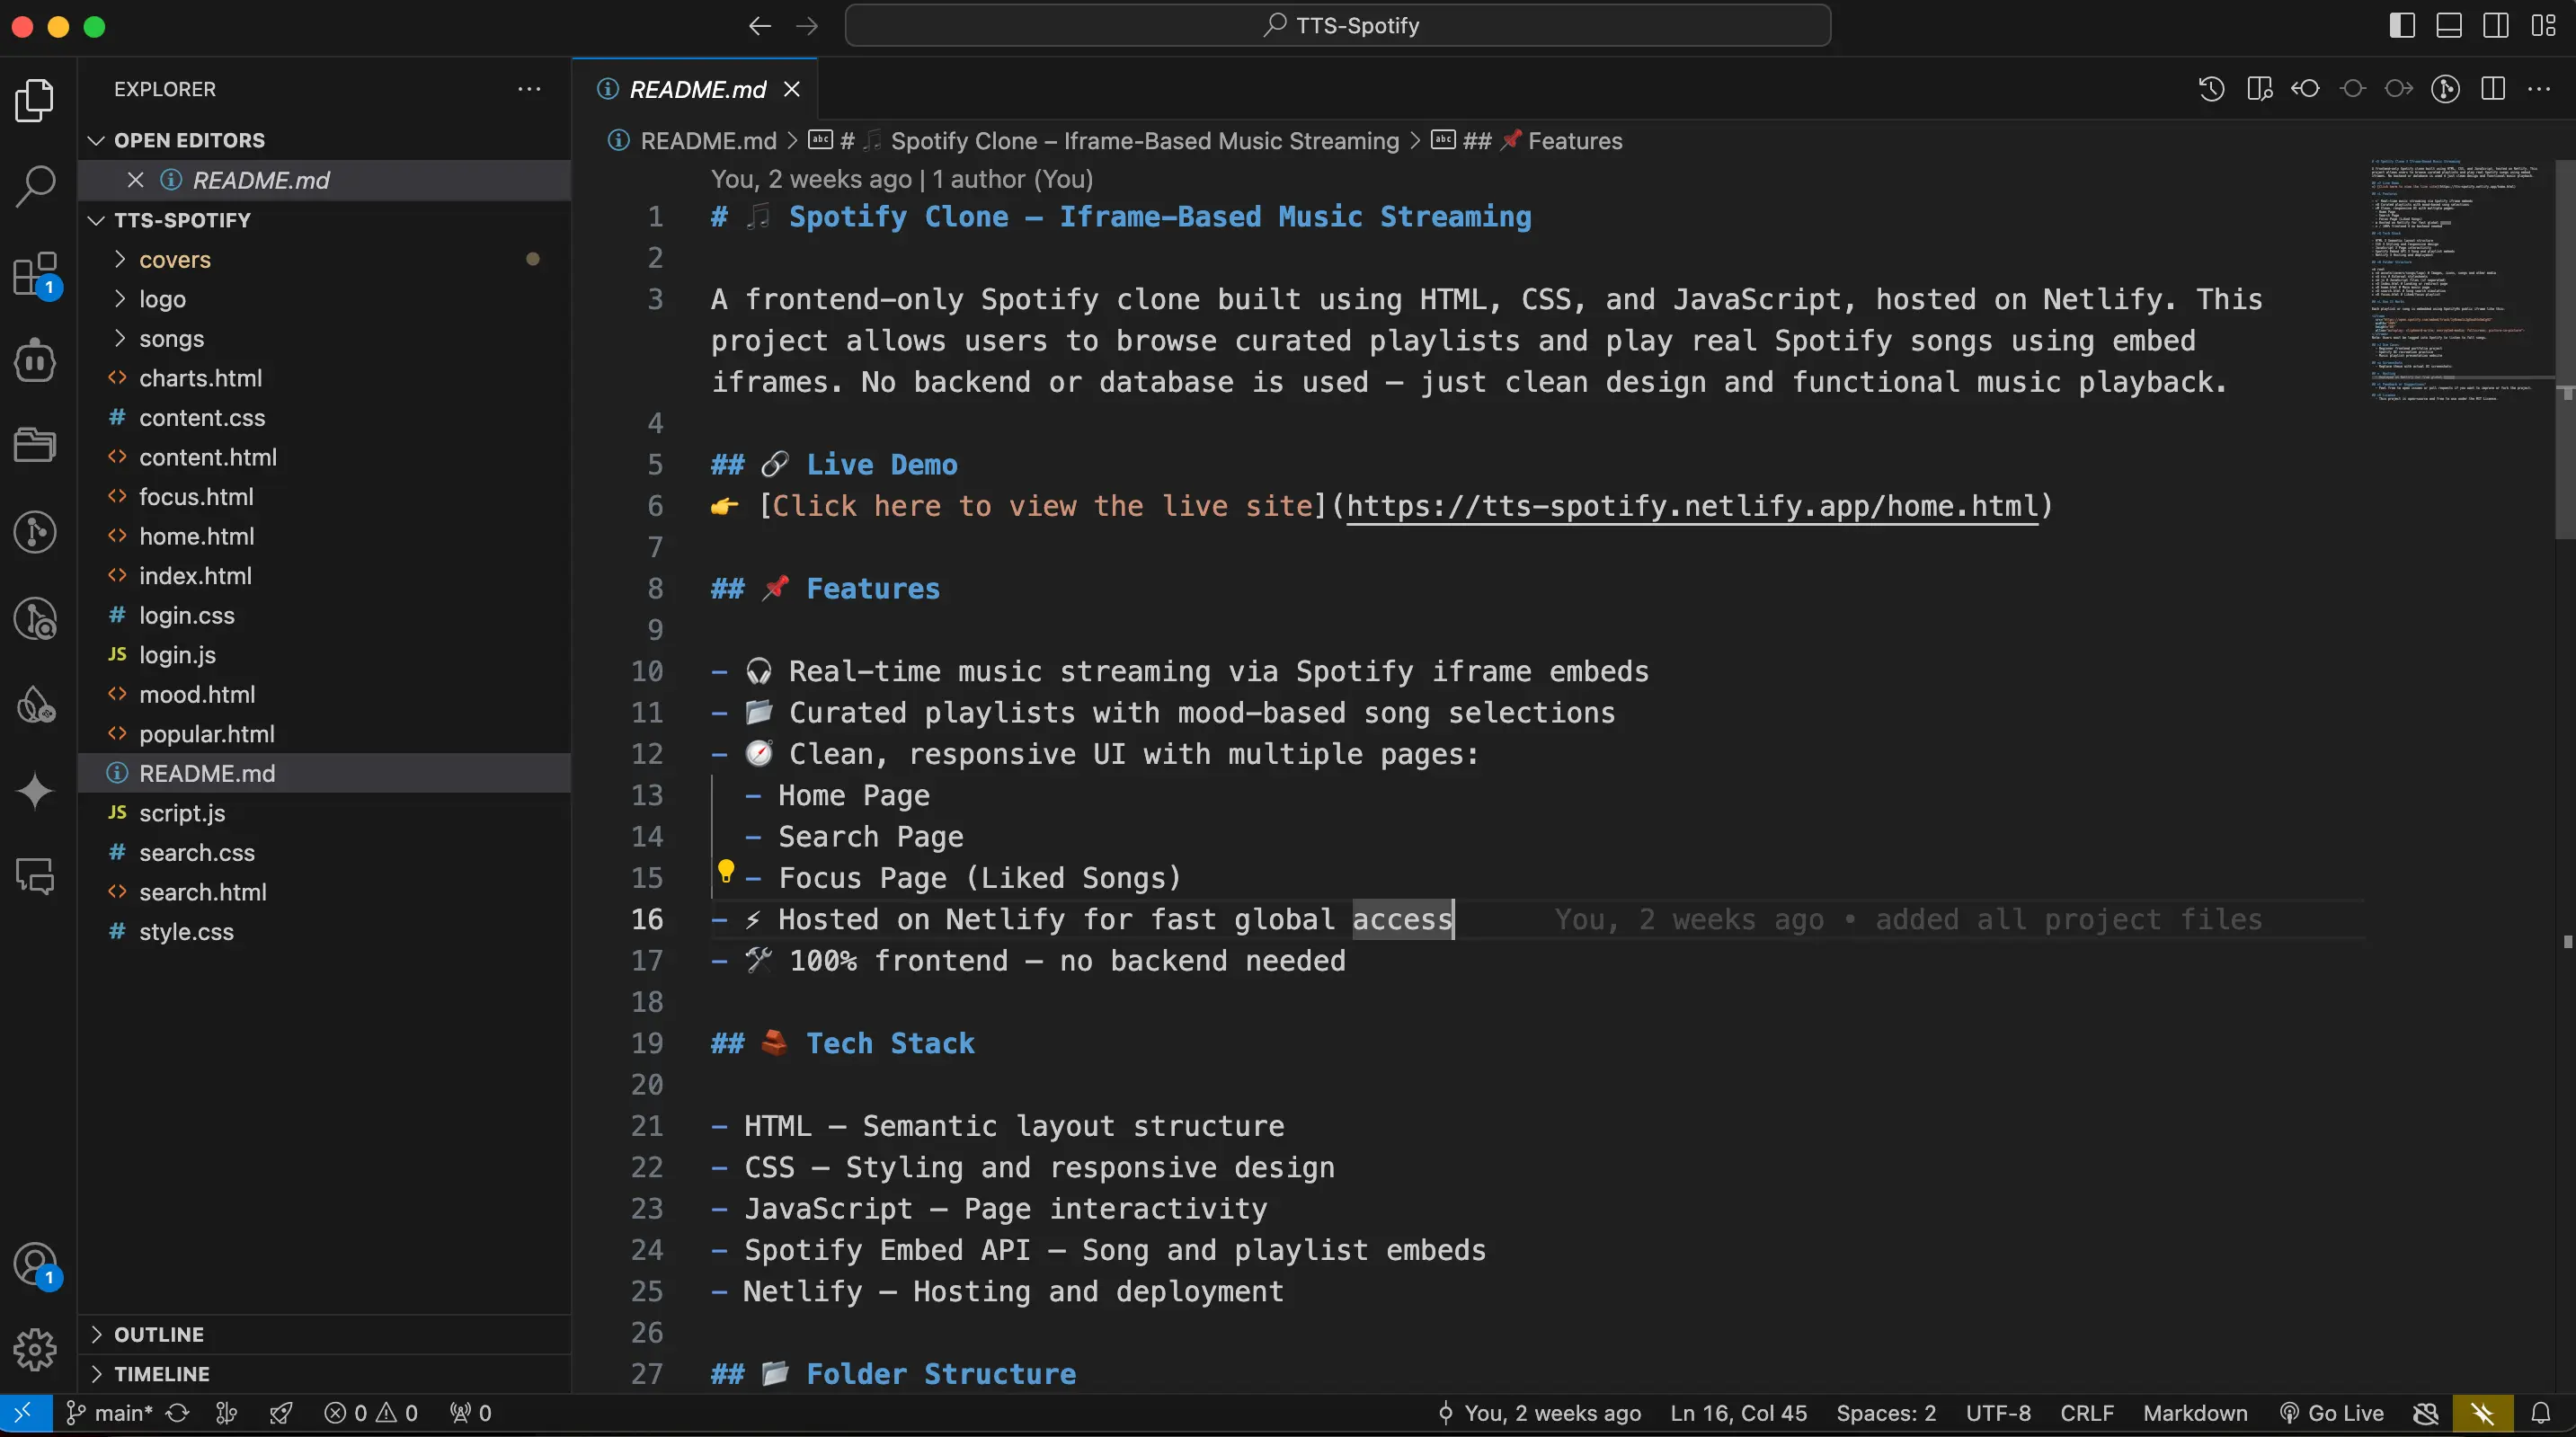 TTS-Spotify
EXPLORER
OPEN EDITORS
README.md
TTS-SPOTIFY
covers
logo
songs
<> charts.html
# content.css
<> content.html
<> focus.html
<> home.html
<> index.html
# login.css
JS login.js
<> mood.html
<> popular.html
README.md
JS script.js
# search.css
<> search.html
# style.css
OUTLINE
TIMELINE
1
1
README.md
README.md > # 🎵 Spotify Clone – Iframe-Based Music Streaming > ## 📌 Features
You, 2 weeks ago | 1 author (You)
1 # 🎵 Spotify Clone – Iframe-Based Music Streaming
2
3 A frontend-only Spotify clone built using HTML, CSS, and JavaScript, hosted on Netlify. This
project allows users to browse curated playlists and play real Spotify songs using embed
iframes. No backend or database is used — just clean design and functional music playback.
4
5 ## 🔗 Live Demo
6 👉 [Click here to view the live site](https://tts-spotify.netlify.app/home.html)
7
8 ## 📌 Features
9
10 - 🎧 Real-time music streaming via Spotify iframe embeds
11 - 📂 Curated playlists with mood-based song selections
12 - 🧭 Clean, responsive UI with multiple pages:
13 - Home Page
14 - Search Page
15 - Focus Page (Liked Songs)
16 - ⚡ Hosted on Netlify for fast global access You, 2 weeks ago • added all project files
17 - 🛠️ 100% frontend – no backend needed
18
19 ## 🧱 Tech Stack
20
21 - HTML – Semantic layout structure
22 - CSS – Styling and responsive design
23 - JavaScript – Page interactivity
24 - Spotify Embed API – Song and playlist embeds
25 - Netlify – Hosting and deployment
26
27 ## 📂 Folder Structure
main* 0 0 0 You, 2 weeks ago Ln 16, Col 45 Spaces: 2 UTF-8 CRLF Markdown Go Live